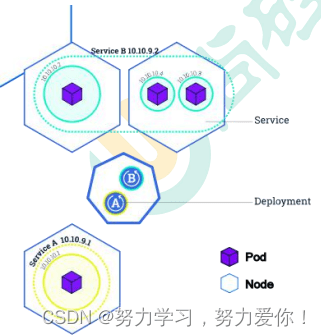 Service B 10.10.9.2
10.10.10.2
10.10.10.4
10.10.10.3
Service
B
Deployment
A
Service A 10.10.9.1
10.10.10.1
Pod
Node
CSDN @努力学习，努力爱你！